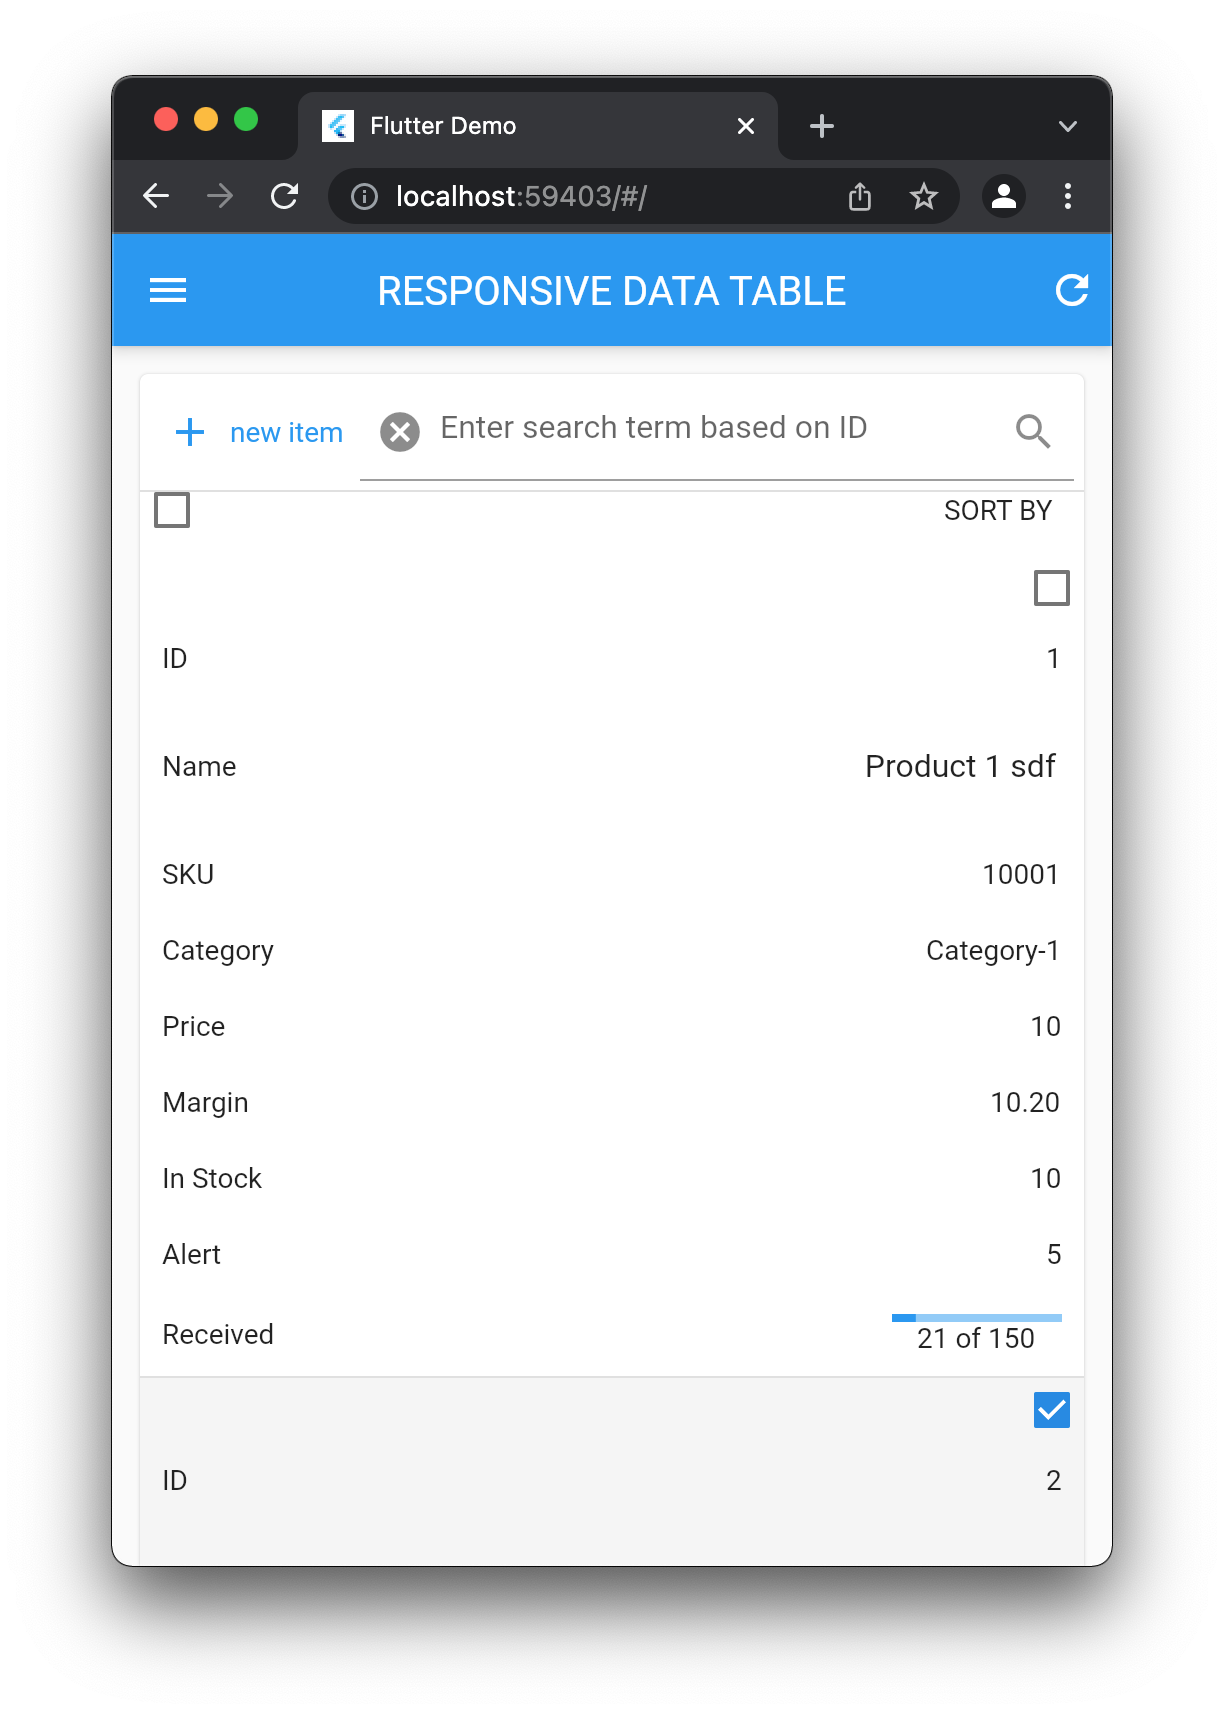 Flutter Demo
localhost:59403/#/
RESPONSIVE DATA TABLE
new item
Enter search term based on ID
SORT BY
ID 1
Name Product 1 sdf
SKU 10001
Category Category-1
Price 10
Margin 10.20
In Stock 10
Alert 5
Received 21 of 150
ID 2